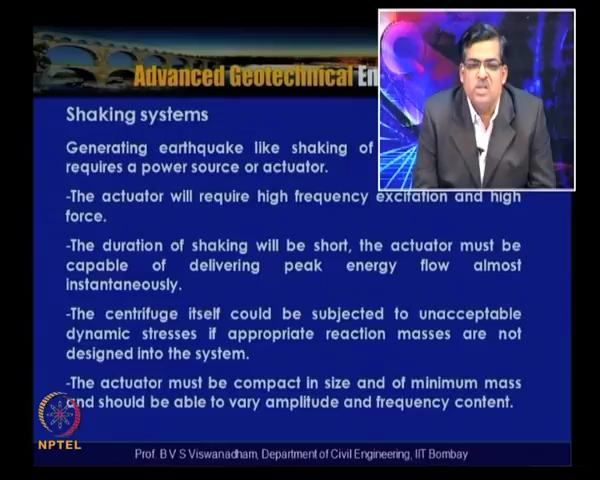 Advanced Geotechnical En
Shaking systems
Generating earthquake like shaking of
requires a power source or actuator.
-The actuator will require high frequency excitation and high
force.
-The duration of shaking will be short, the actuator must be
capable of delivering peak energy flow almost
instantaneously.
-The centrifuge itself could be subjected to unacceptable
dynamic stresses if appropriate reaction masses are not
designed into the system.
-The actuator must be compact in size and of minimum mass
and should be able to vary amplitude and frequency content.
NPTEL
Prof. B V S Viswanadham, Department of Civil Engineering, IIT Bombay